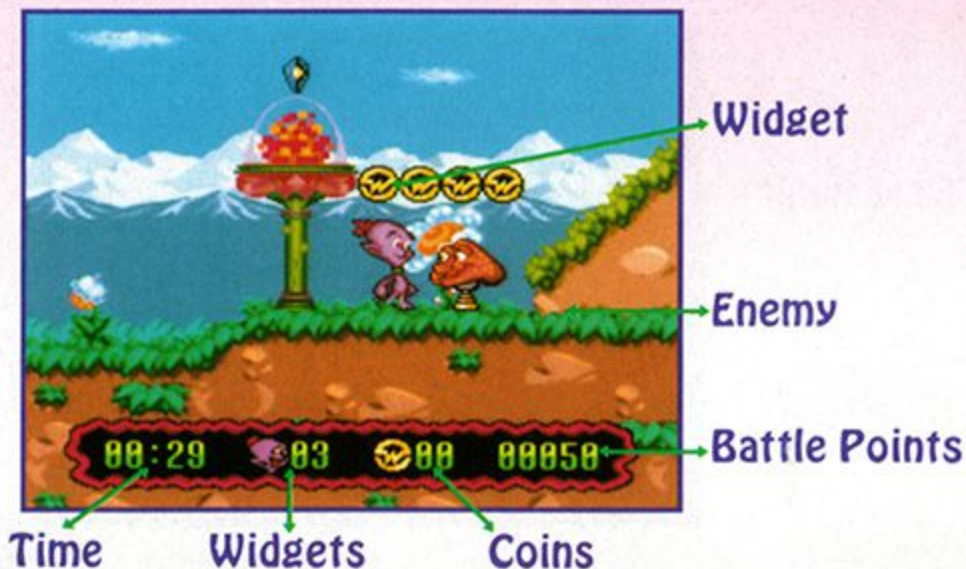 Widget
Enemy
00:29 03 00 00050
Battle Points
Time Widgets Coins